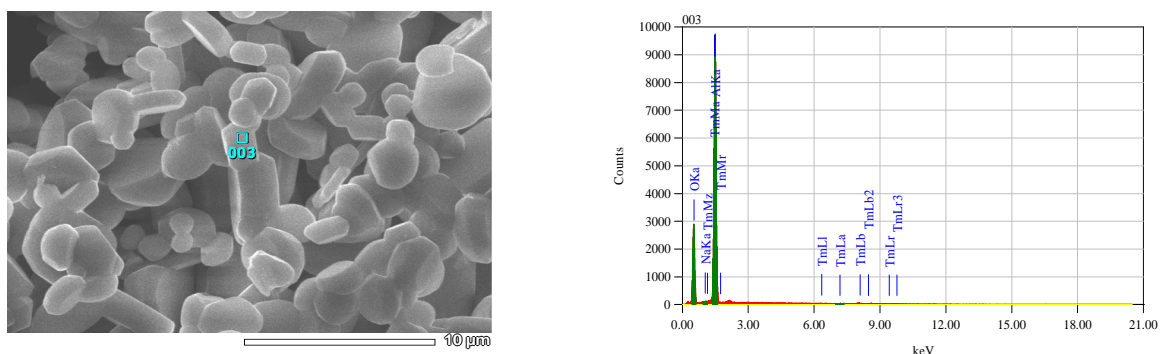 003
10 µm
003
Counts
10000
9000
8000
7000
6000
5000
4000
3000
2000
1000
0
OKa
NaKa
TmMz
TmMa
AlKa
TmMr
TmLl
TmLa
TmLb
TmLb2
TmLr
TmLr3
0.00 3.00 6.00 9.00 12.00 15.00 18.00 21.00
keV